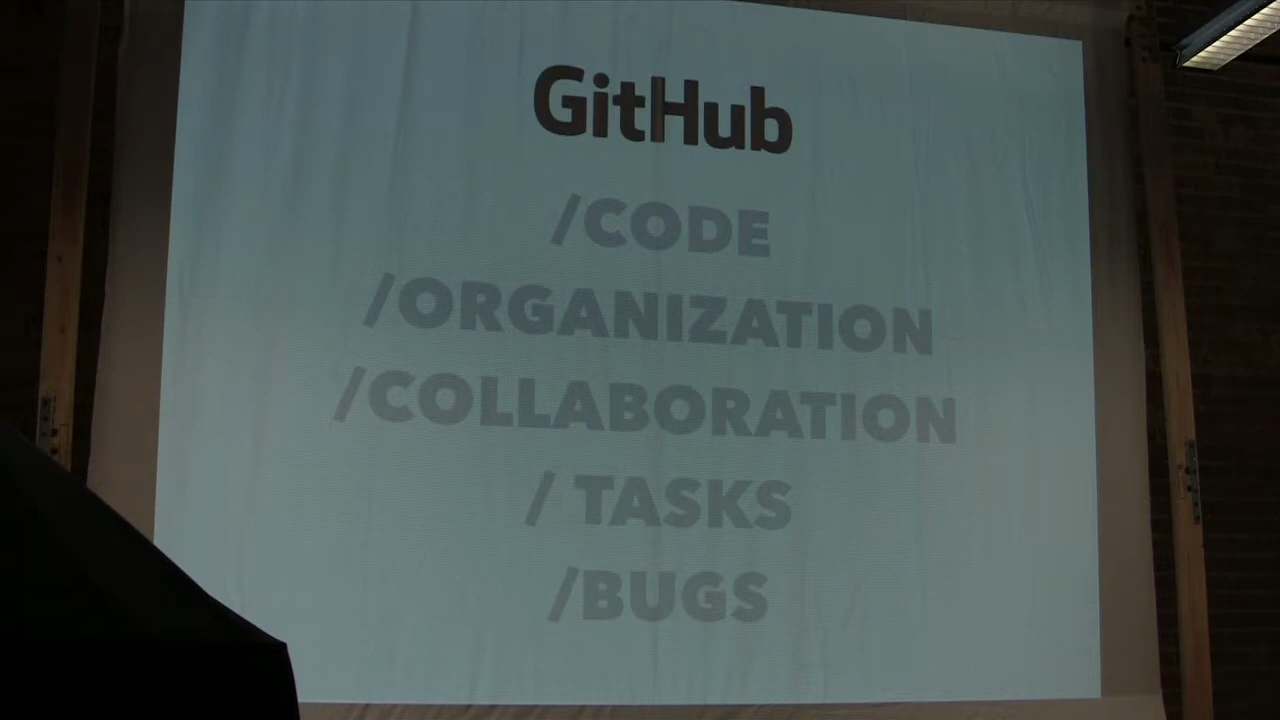 GitHub
/CODE
/ORGANIZATION
/COLLABORATION
/ TASKS
/BUGS